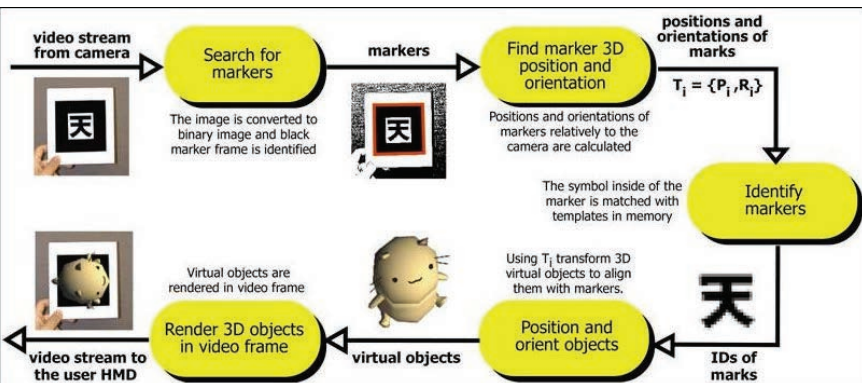 video stream
from camera
天
Search for
markers
The image is converted to
binary image and black
marker frame is identified
markers
天
Find marker 3D
position and
orientation
Positions and orientations of
markers relatively to the
camera are calculated
positions and
orientations of
marks
Ti = {Pi ,Ri}
The symbol inside of the
marker is matched with
templates in memory
Identify
markers
天
IDs of
marks
Using Ti transform 3D
virtual objects to align
them with markers.
Position and
orient objects
virtual objects
Virtual objects are
rendered in video frame
Render 3D objects
in video frame
video stream to
the user HMD